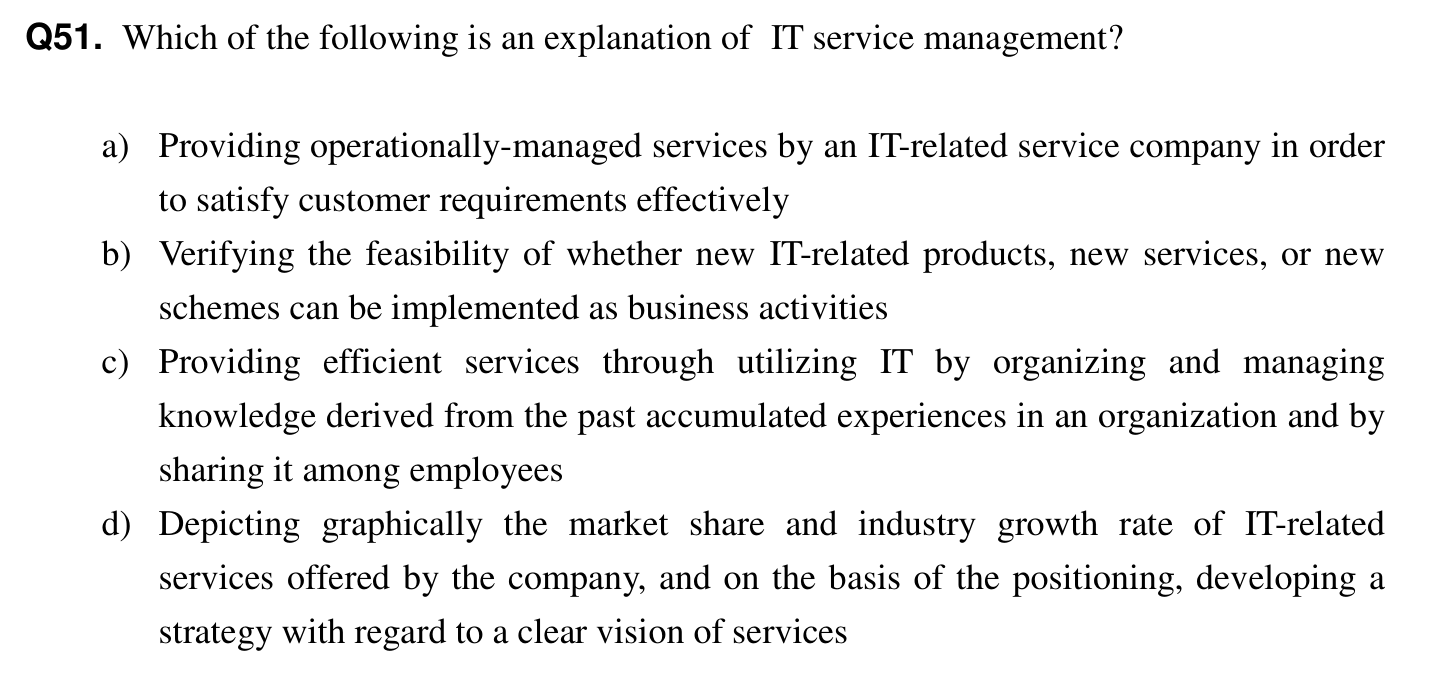 Q51. Which of the following is an explanation of IT service management?
a) Providing operationally-managed services by an IT-related service company in order
to satisfy customer requirements effectively
b) Verifying the feasibility of whether new IT-related products, new services, or new
schemes can be implemented as business activities
c) Providing efficient services through utilizing IT by organizing and managing
knowledge derived from the past accumulated experiences in an organization and by
sharing it among employees
d) Depicting graphically the market share and industry growth rate of IT-related
services offered by the company, and on the basis of the positioning, developing a
strategy with regard to a clear vision of services